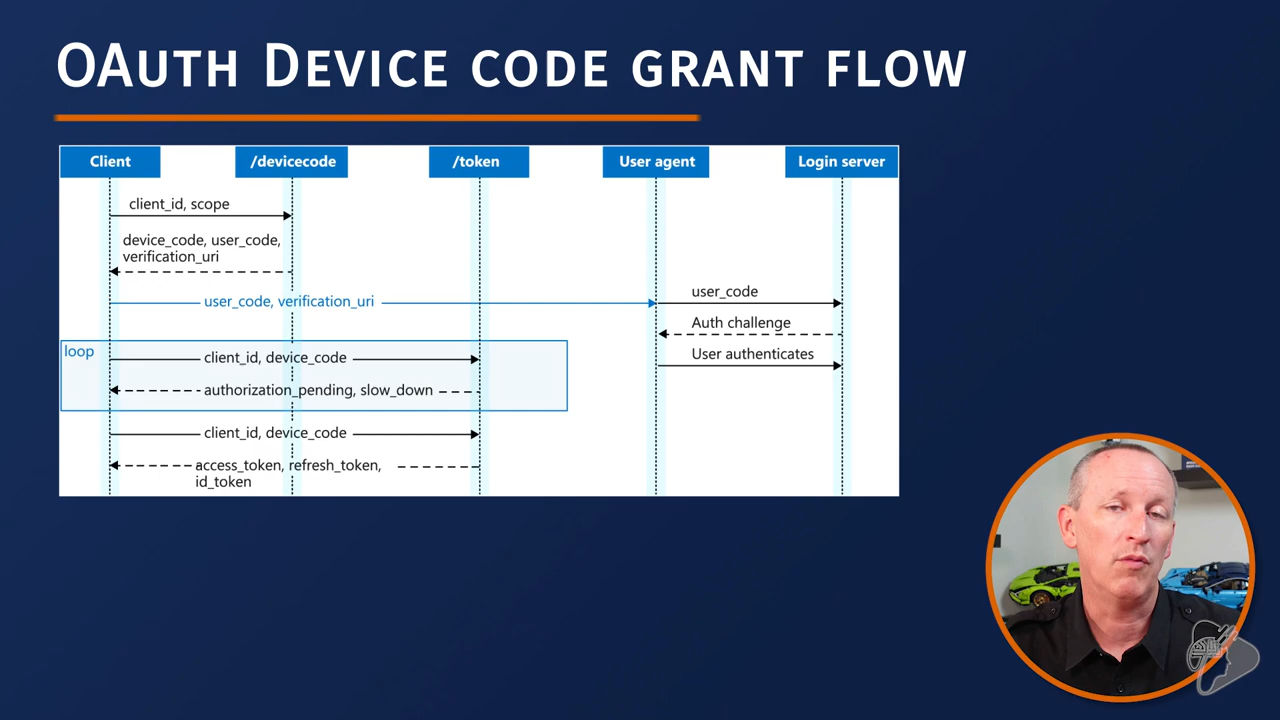 OAuth Device code grant flow
Client
/devicecode
/token
User agent
Login server
client_id, scope
device_code, user_code,
verification_uri
user_code, verification_uri
user_code
Auth challenge
User authenticates
loop
client_id, device_code
authorization_pending, slow_down
client_id, device_code
access_token, refresh_token,
id_token